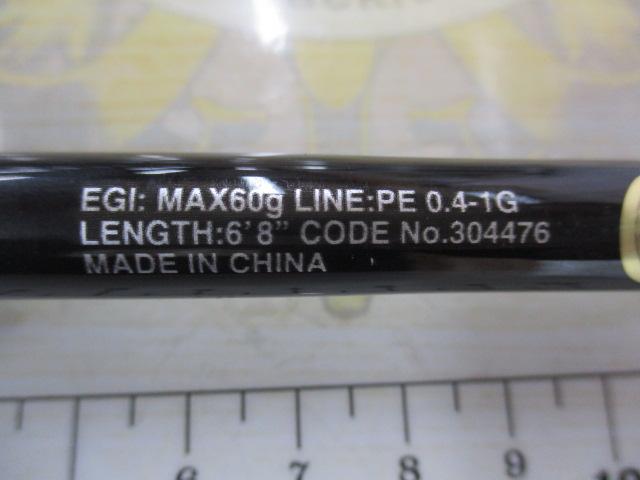 EGI: MAX60g LINE:PE 0.4-1G
LENGTH:6'8" CODE No.304476
MADE IN CHINA
6 7 8 9 10